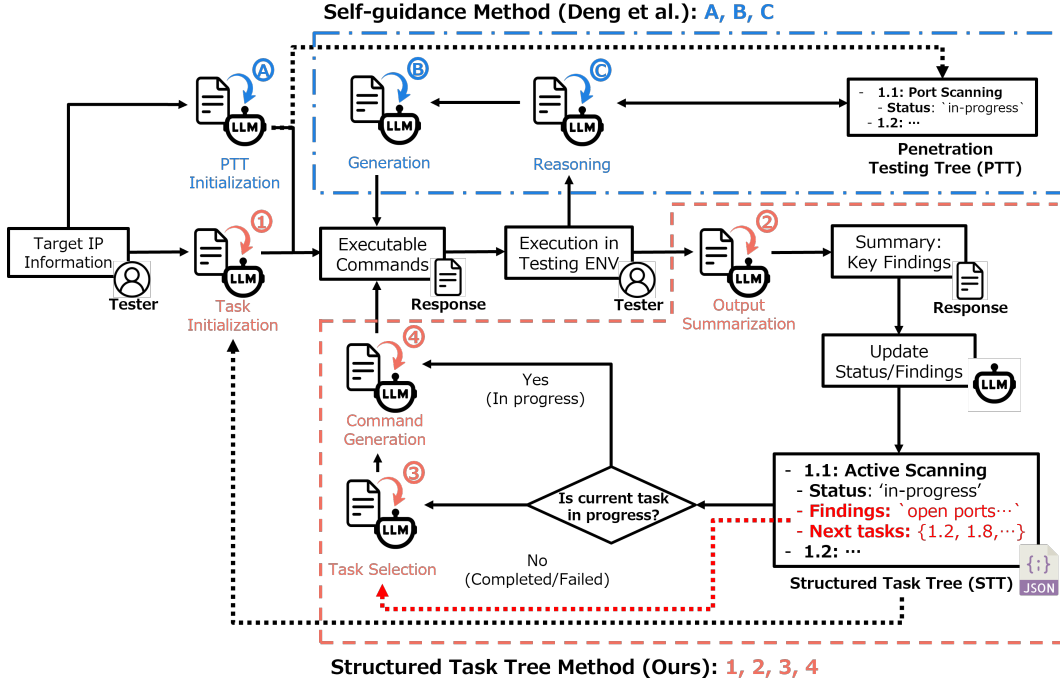 Self-guidance Method (Deng et al.): A, B, C
A
LLM
PTT
Initialization
B
LLM
Generation
C
LLM
Reasoning
- 1.1: Port Scanning
- Status: `in-progress`
- 1.2: ⋯
Penetration
Testing Tree (PTT)
Target IP
Information
Tester
1
LLM
Task
Initialization
Executable
Commands
Response
Execution in
Testing ENV
Tester
2
LLM
Output
Summarization
Summary:
Key Findings
Response
Update
Status/Findings
LLM
4
LLM
Command
Generation
Yes
(In progress)
3
LLM
Task Selection
Is current task
in progress?
No
(Completed/Failed)
- 1.1: Active Scanning
- Status: ‘in-progress’
- Findings: `open ports⋯`
- Next tasks: {1.2, 1.8,⋯}
- 1.2: ⋯
{;}
JSON
Structured Task Tree (STT)
Structured Task Tree Method (Ours): 1, 2, 3, 4